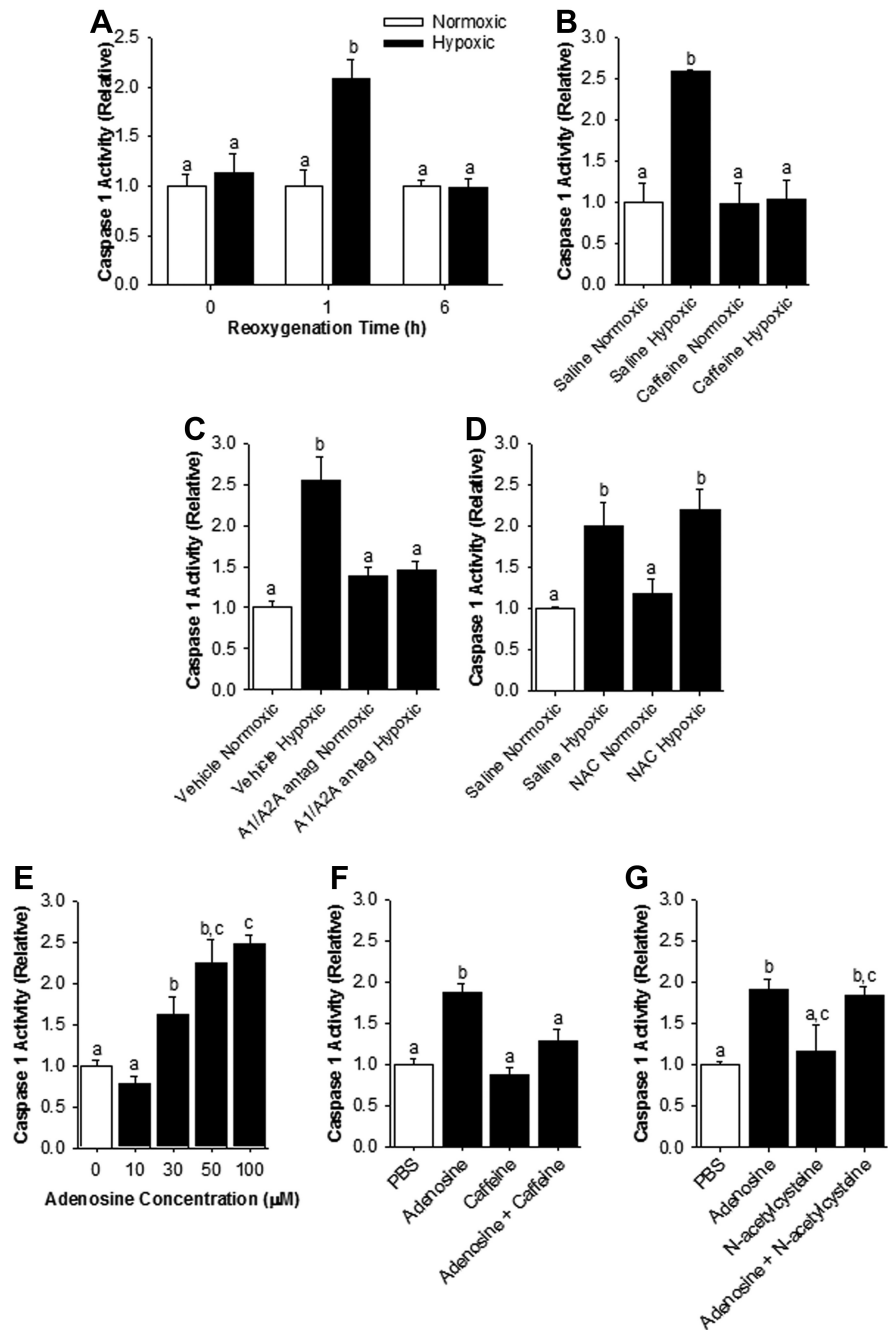 A
Normoxic
Hypoxic
Caspase 1 Activity (Relative)
2.5
2.0
1.5
1.0
0.5
0.0
a
a
a
b
a
a
0
1
6
Reoxygenation Time (h)
B
Caspase 1 Activity (Relative)
3.0
2.5
2.0
1.5
1.0
0.5
0.0
a
b
a
a
Saline Normoxic
Saline Hypoxic
Caffeine Normoxic
Caffeine Hypoxic
C
Caspase 1 Activity (Relative)
3.0
2.5
2.0
1.5
1.0
0.5
0.0
a
b
a
a
Vehicle Normoxic
Vehicle Hypoxic
A1/A2A antag Normoxic
A1/A2A antag Hypoxic
D
Caspase 1 Activity (Relative)
3.0
2.5
2.0
1.5
1.0
0.5
0.0
a
b
a
b
Saline Normoxic
Saline Hypoxic
NAC Normoxic
NAC Hypoxic
E
Caspase 1 Activity (Relative)
3.0
2.5
2.0
1.5
1.0
0.5
0.0
a
a
b
b,c
c
0
10
30
50
100
Adenosine Concentration (µM)
F
Caspase 1 Activity (Relative)
3.0
2.5
2.0
1.5
1.0
0.5
0.0
a
b
a
a
PBS
Adenosine
Caffeine
Adenosine + Caffeine
G
Caspase 1 Activity (Relative)
3.0
2.5
2.0
1.5
1.0
0.5
0.0
a
b
a,c
b,c
PBS
Adenosine
N-acetylcysteine
Adenosine + N-acetylcysteine